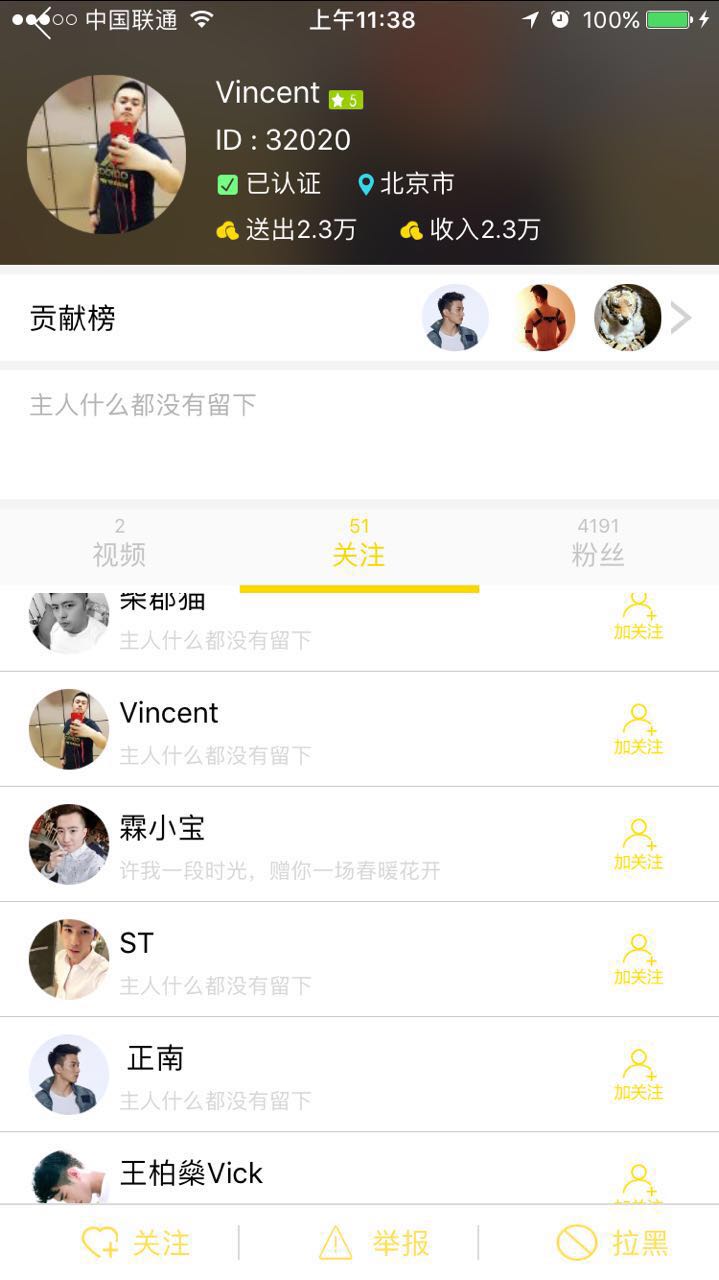 中国联通 上午11:38 100%
Vincent 5
ID : 32020
已认证 北京市
送出2.3万 收入2.3万
贡献榜
主人什么都没有留下
2 51 4191
视频 关注 粉丝
柴郡猫
主人什么都没有留下
加关注
Vincent
主人什么都没有留下
加关注
霖小宝
许我一段时光，赠你一场春暖花开
加关注
ST
主人什么都没有留下
加关注
正南
主人什么都没有留下
加关注
王柏燊Vick
加关注
关注 举报 拉黑